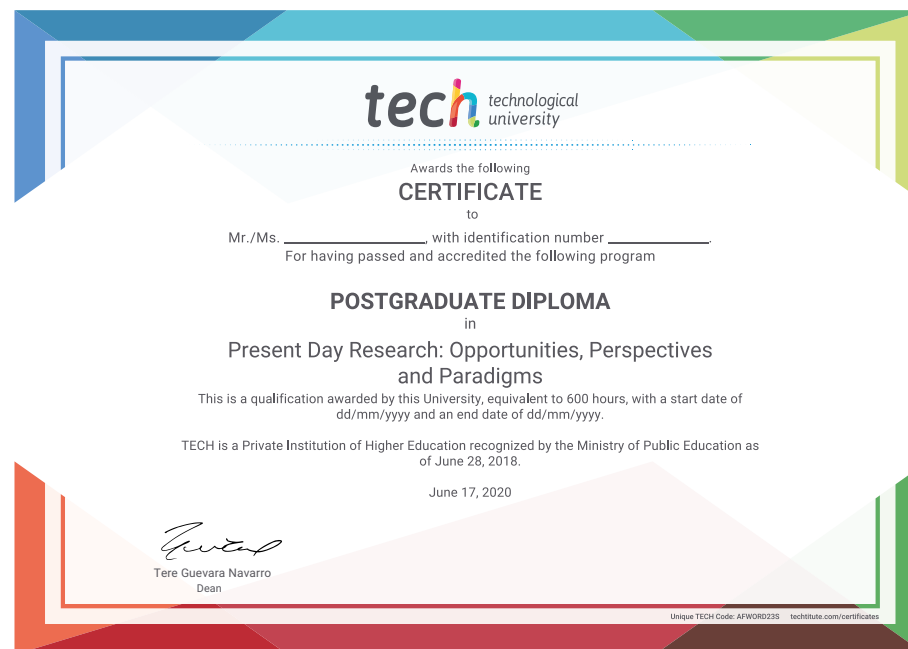 tech technological
university
Awards the following
CERTIFICATE
to
Mr./Ms. ____________________, with identification number ____________________.
For having passed and accredited the following program
POSTGRADUATE DIPLOMA
in
Present Day Research: Opportunities, Perspectives
and Paradigms
This is a qualification awarded by this University, equivalent to 600 hours, with a start date of
dd/mm/yyyy and an end date of dd/mm/yyyy.
TECH is a Private Institution of Higher Education recognized by the Ministry of Public Education as
of June 28, 2018.
June 17, 2020
Tere Guevara Navarro
Dean
Unique TECH Code: AFWORD23S techtitute.com/certificates